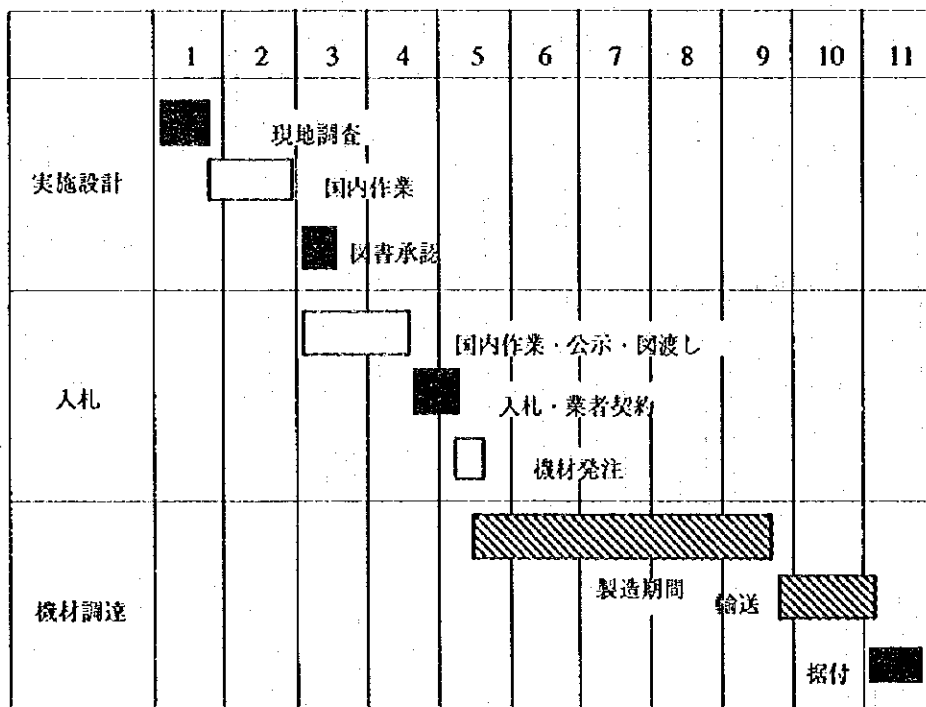 1 2 3 4 5 6 7 8 9 10 11
現地調査
実施設計
国内作業
図書承認
国内作業・公示・図渡し
入札
入札・業者契約
機材発注
製造期間
輸送
機材調達
据付